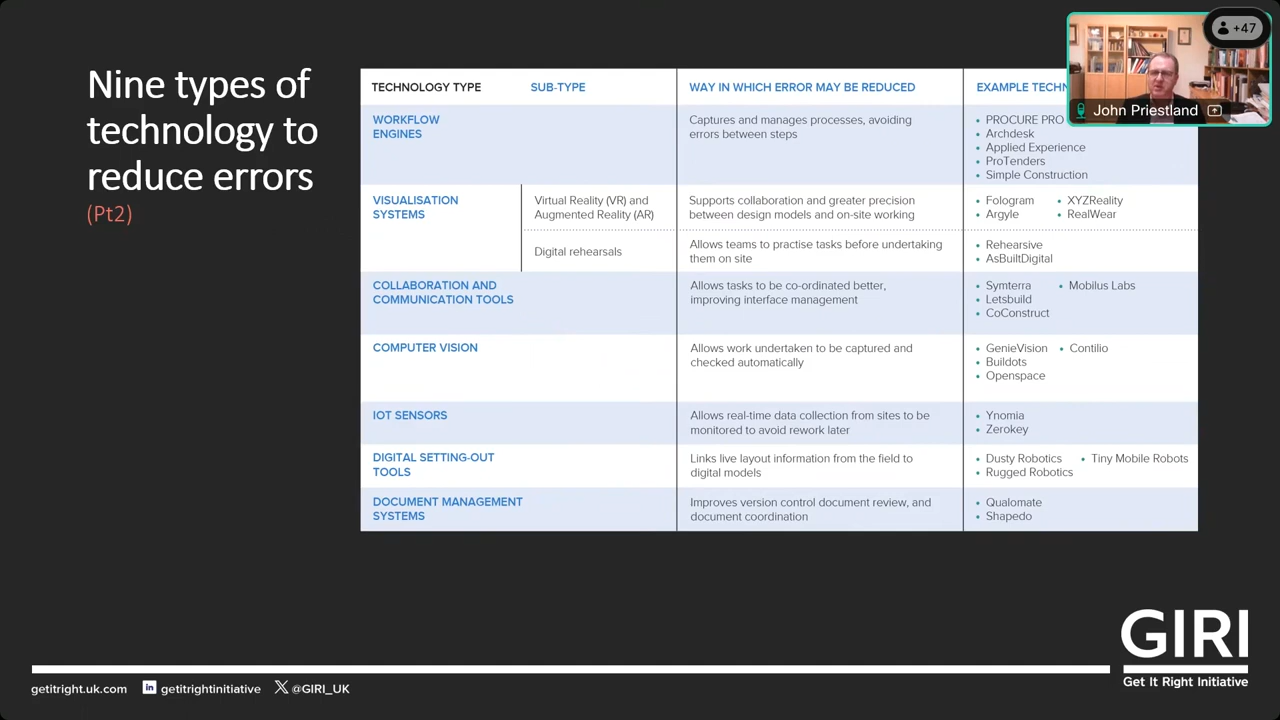 Nine types of
technology to
reduce errors
(Pt2)
TECHNOLOGY TYPE
SUB-TYPE
WAY IN WHICH ERROR MAY BE REDUCED
EXAMPLE
WORKFLOW
ENGINES
Captures and manages processes, avoiding
errors between steps
• PROCURE PRO
• Archdesk
• Applied Experience
• ProTenders
• Simple Construction
VISUALISATION
SYSTEMS
Virtual Reality (VR) and
Augmented Reality (AR)
Supports collaboration and greater precision
between design models and on-site working
• Fologram • XYZReality
• Argyle • RealWear
Digital rehearsals
Allows teams to practise tasks before undertaking
them on site
• Rehearsive
• AsBuiltDigital
COLLABORATION AND
COMMUNICATION TOOLS
Allows tasks to be co-ordinated better,
improving interface management
• Symterra • Mobilus Labs
• Letsbuild
• CoConstruct
COMPUTER VISION
Allows work undertaken to be captured and
checked automatically
• GenieVision • Contilio
• Buildots
• Openspace
IOT SENSORS
Allows real-time data collection from sites to be
monitored to avoid rework later
• Ynomia
• Zerokey
DIGITAL SETTING-OUT
TOOLS
Links live layout information from the field to
digital models
• Dusty Robotics • Tiny Mobile Robots
• Rugged Robotics
DOCUMENT MANAGEMENT
SYSTEMS
Improves version control document review, and
document coordination
• Qualomate
• Shapedo
+47
John Priestland
GIRI
Get It Right Initiative
getitright.uk.com
in getitrightinitiative
X @GIRI_UK